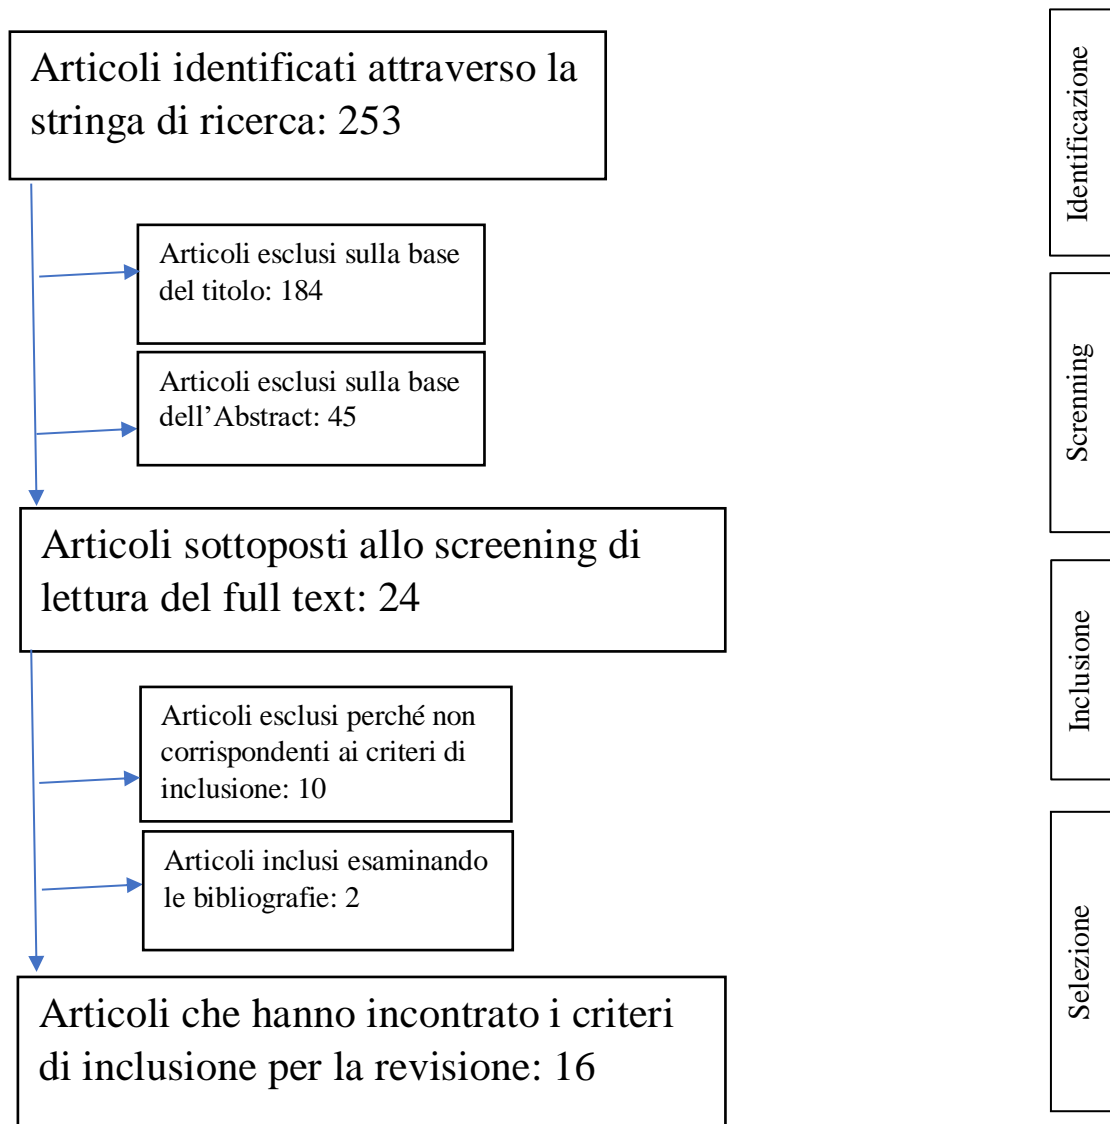 Articoli identificati attraverso la
stringa di ricerca: 253
Identificazione
Articoli esclusi sulla base
del titolo: 184
Articoli esclusi sulla base
dell’Abstract: 45
Screnning
Articoli sottoposti allo screening di
lettura del full text: 24
Inclusione
Articoli esclusi perché non
corrispondenti ai criteri di
inclusione: 10
Articoli inclusi esaminando
le bibliografie: 2
Selezione
Articoli che hanno incontrato i criteri
di inclusione per la revisione: 16